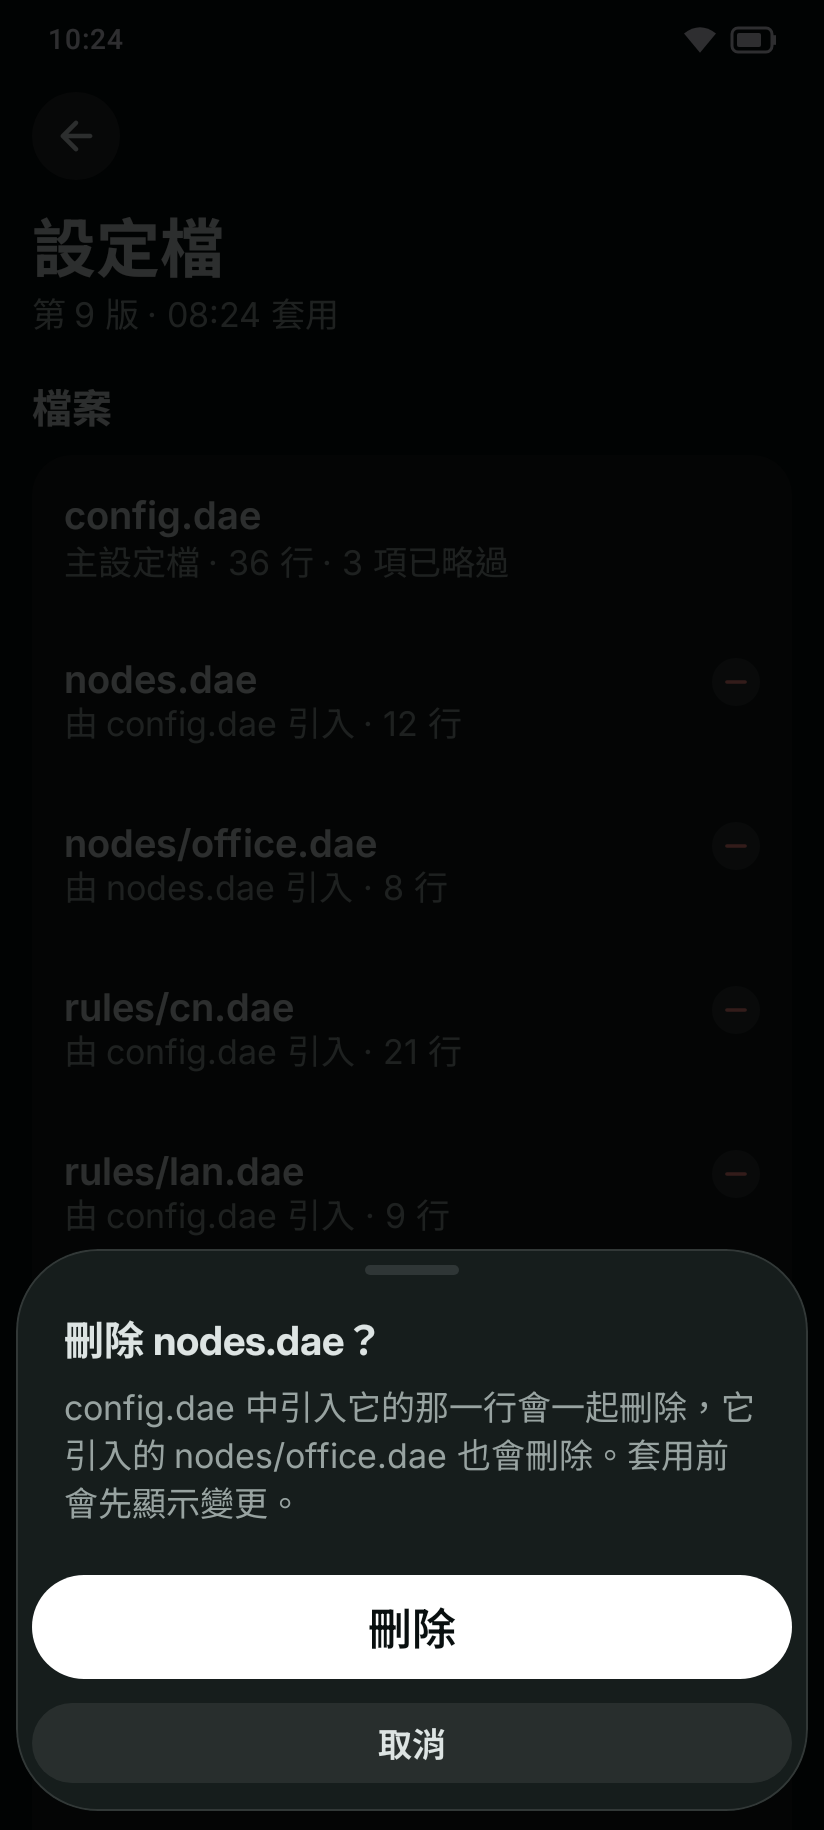 10:24
設定檔
第 9 版 · 08:24 套用
檔案
config.dae
主設定檔 · 36 行 · 3 項已略過
nodes.dae
由 config.dae 引入 · 12 行
nodes/office.dae
由 nodes.dae 引入 · 8 行
rules/cn.dae
由 config.dae 引入 · 21 行
rules/lan.dae
由 config.dae 引入 · 9 行
刪除 nodes.dae？
config.dae 中引入它的那一行會一起刪除，它
引入的 nodes/office.dae 也會刪除。套用前
會先顯示變更。
刪除
取消